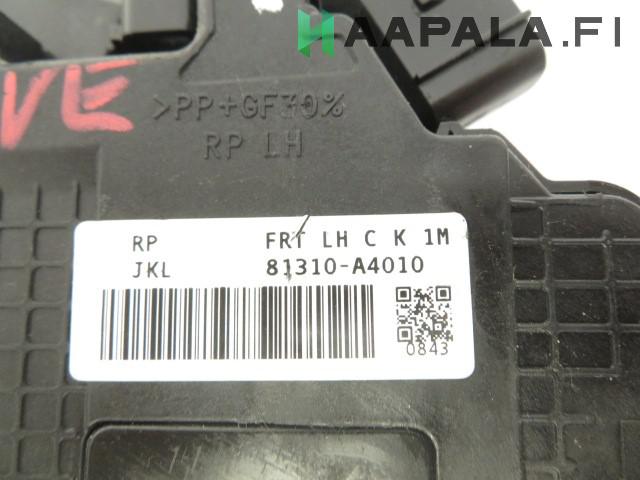 HAAPALA.FI
VE
>PP+GF30%
RP LH
RP FRT LH C K 1M
JKL 81310-A4010
0843